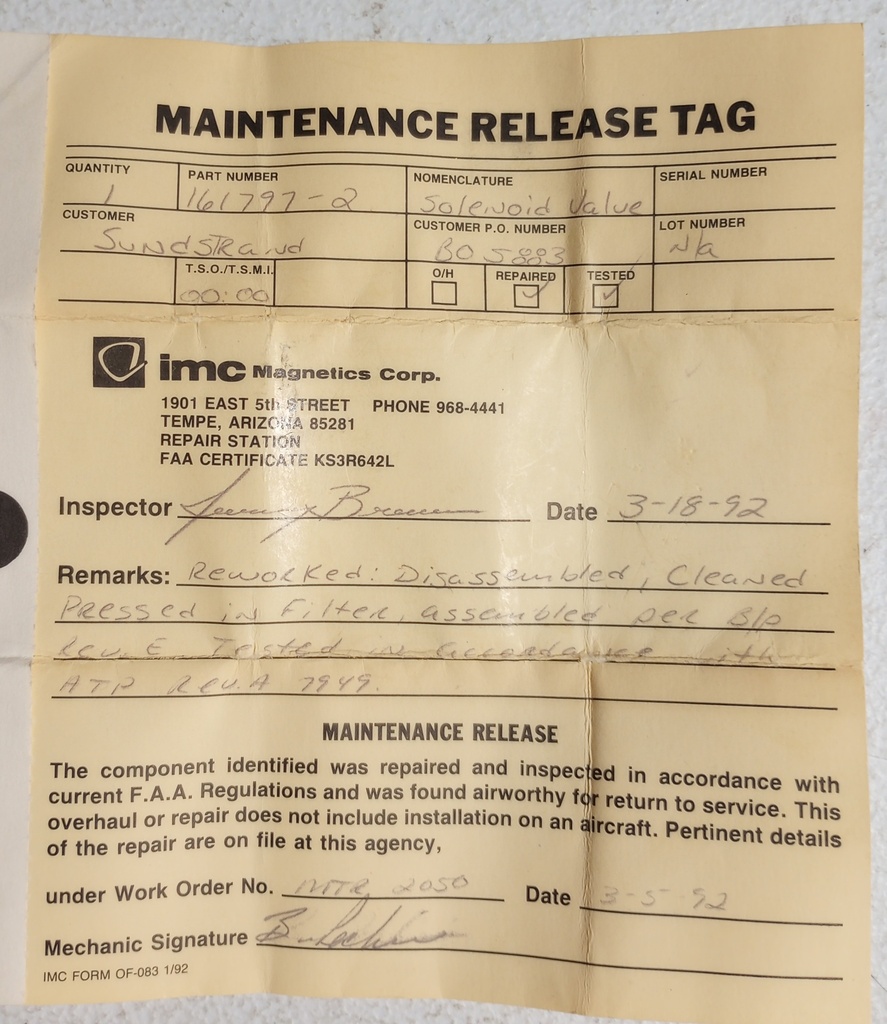 MAINTENANCE RELEASE TAG
QUANTITY PART NUMBER NOMENCLATURE SERIAL NUMBER
1 161797-2 Solenoid Valve
CUSTOMER CUSTOMER P.O. NUMBER LOT NUMBER
Sundstrand BO 5883 N/a
T.S.O./T.S.M.I. O/H REPAIRED TESTED
00:00 ✓ ✓
imc Magnetics Corp.
1901 EAST 5th STREET PHONE 968-4441
TEMPE, ARIZONA 85281
REPAIR STATION
FAA CERTIFICATE KS3R642L
Inspector Date 3-18-92
Remarks: Reworked: Disassembled, Cleaned
Pressed in Filter, assembled per B/p
Rev. E Tested in accordance with
ATP Rev. A 7949.
MAINTENANCE RELEASE
The component identified was repaired and inspected in accordance with
current F.A.A. Regulations and was found airworthy for return to service. This
overhaul or repair does not include installation on an aircraft. Pertinent details
of the repair are on file at this agency,
under Work Order No. 2050 Date 3-5-92
Mechanic Signature
IMC FORM OF-083 1/92